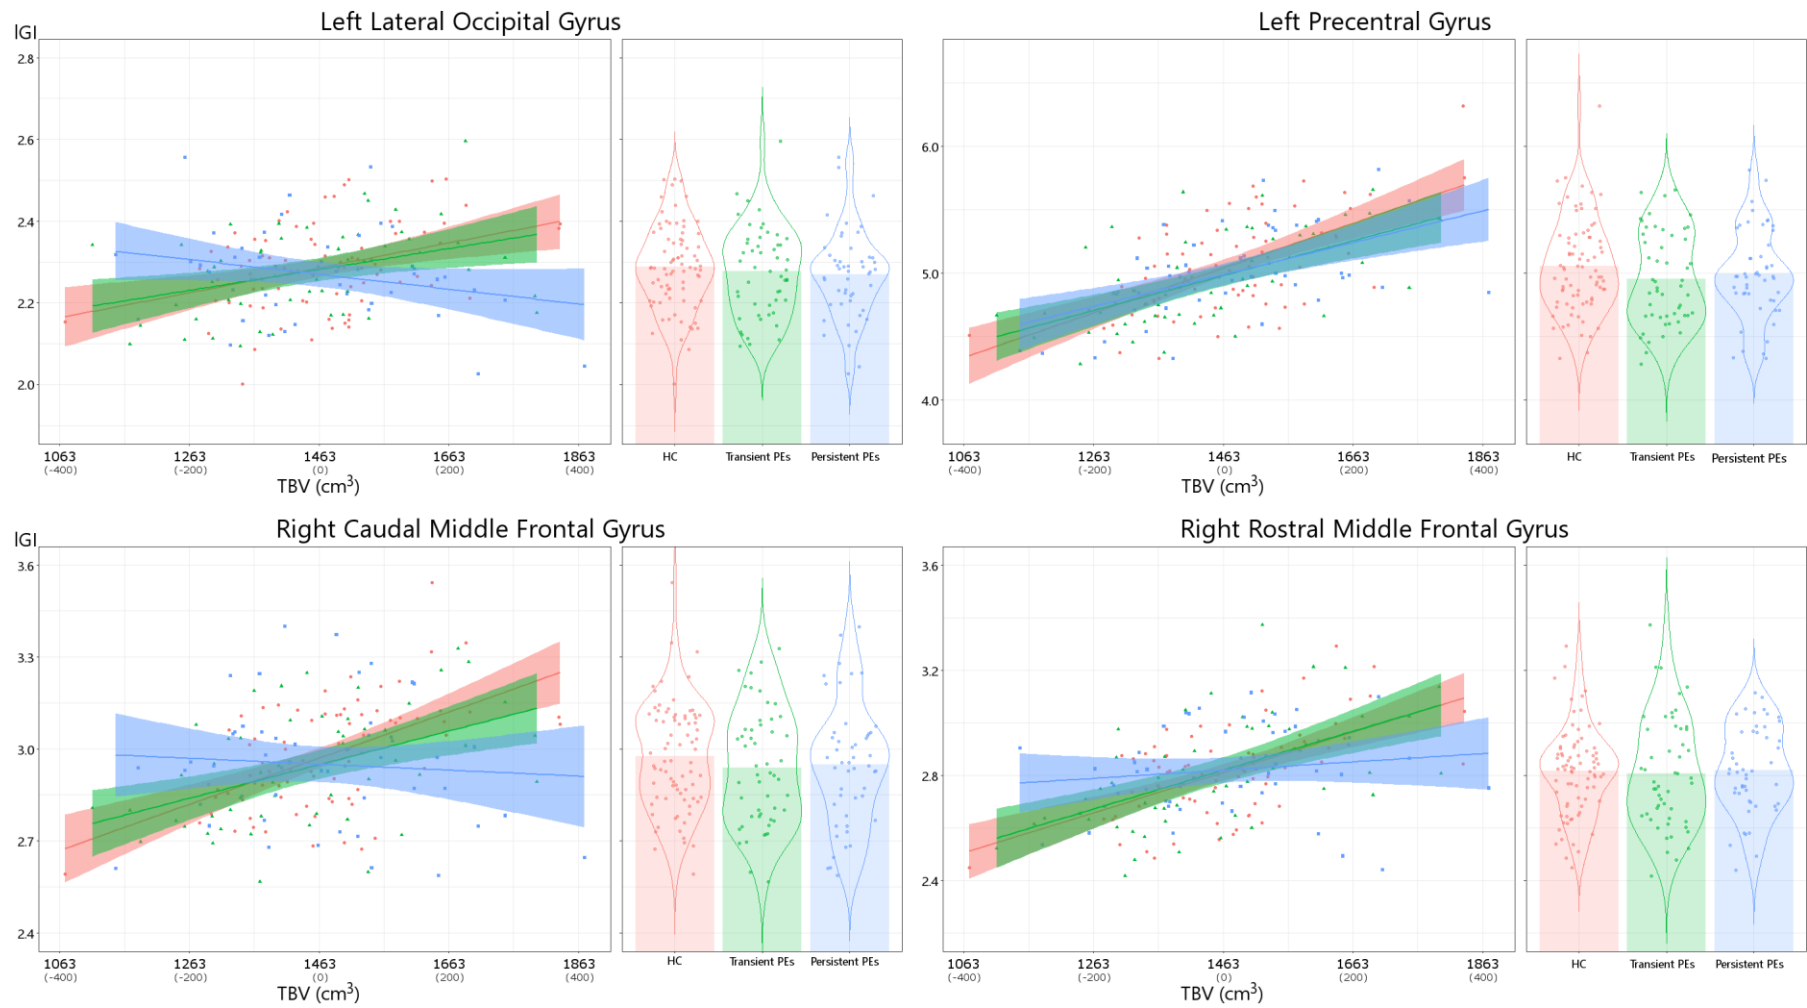 Left Lateral Occipital Gyrus
Left Precentral Gyrus
lGI
2.8
2.6
2.4
2.2
2.0
6.0
5.0
4.0
1063 1263 1463 1663 1863
(-400) (-200) (0) (200) (400)
TBV (cm³)
HC Transient PEs Persistent PEs
1063 1263 1463 1663 1863
(-400) (-200) (0) (200) (400)
TBV (cm³)
HC Transient PEs Persistent PEs
Right Caudal Middle Frontal Gyrus
Right Rostral Middle Frontal Gyrus
lGI
3.6
3.3
3.0
2.7
2.4
3.6
3.2
2.8
2.4
1063 1263 1463 1663 1863
(-400) (-200) (0) (200) (400)
TBV (cm³)
HC Transient PEs Persistent PEs
1063 1263 1463 1663 1863
(-400) (-200) (0) (200) (400)
TBV (cm³)
HC Transient PEs Persistent PEs